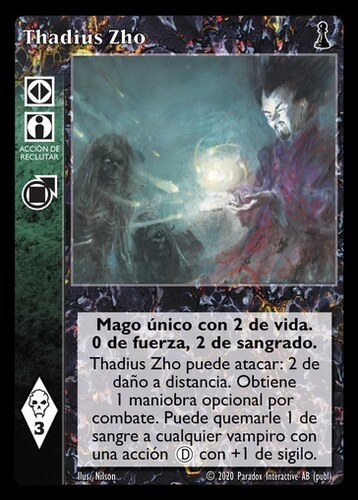 Thadius Zho
ACCIÓN DE
RECLUTAR
3
Mago único con 2 de vida.
0 de fuerza, 2 de sangrado.
Thadius Zho puede atacar: 2 de
daño a distancia. Obtiene
1 maniobra opcional por
combate. Puede quemarle 1 de
sangre a cualquier vampiro con
una acción Ⓓ con +1 de sigilo.
Ilus: Nilson © 2020 Paradox Interactive AB (publ)